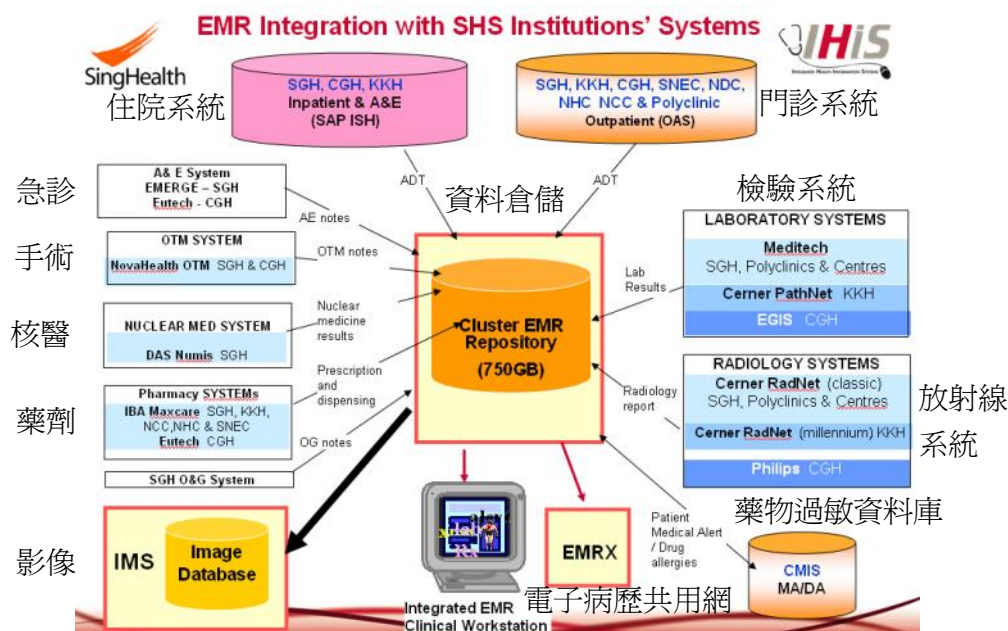 EMR Integration with SHS Institutions' Systems
SingHealth
IHiS
INTEGRATED HEALTH INFORMATION SYSTEMS
住院系統
SGH, CGH, KKH
Inpatient & A&E
(SAP ISH)
SGH, KKH, CGH, SNEC, NDC,
NHC NCC & Polyclinic
Outpatient (OAS)
門診系統
ADT
ADT
急診
A& E System
EMERGE – SGH
Eutech - CGH
AE notes
資料倉儲
檢驗系統
手術
OTM SYSTEM
NovaHealth OTM SGH & CGH
OTM notes
LABORATORY SYSTEMS
Meditech
SGH, Polyclinics & Centres
Cerner PathNet KKH
EGIS CGH
Lab
Results
核醫
NUCLEAR MED SYSTEM
DAS Numis SGH
Nuclear
medicine
results
Cluster EMR
Repository
(750GB)
藥劑
Pharmacy SYSTEMs
IBA Maxcare SGH, KKH,
NCC,NHC & SNEC
Eutech CGH
Prescription
and
dispensing
Radiology
report
RADIOLOGY SYSTEMS
Cerner RadNet (classic)
SGH, Polyclinics & Centres
Cerner RadNet (millennium) KKH
Philips CGH
放射線
系統
SGH O&G System
OG notes
影像
IMS
Image
Database
Integrated EMR
Clinical Workstation
EMRX
電子病歷共用網
Patient
Medical Alert
/ Drug
allergies
藥物過敏資料庫
CMIS
MA/DA